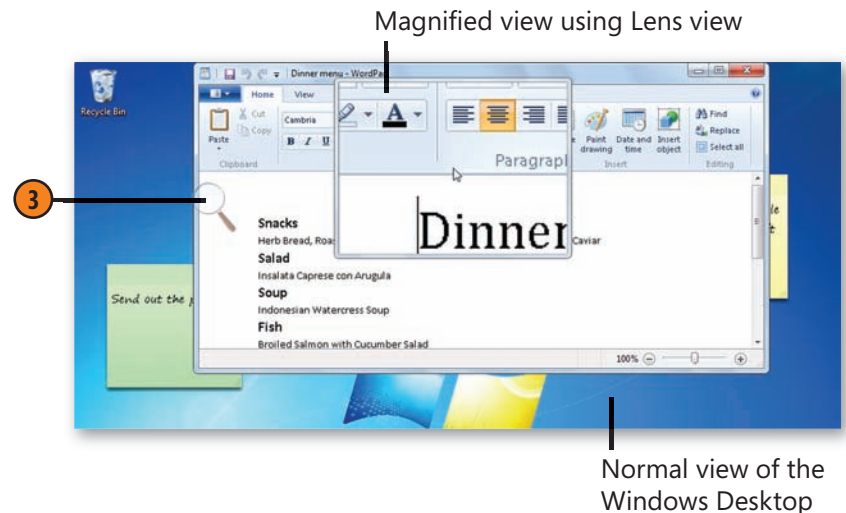 Magnified view using Lens view
Dinner menu - WordPa
Recycle Bin
Home View
Cut
Copy
Paste
Clipboard
Cambria
B I U
A
Paragraph
Paint drawing
Date and time
Insert object
Insert
Find
Replace
Select all
Editing
3
Dinner
Snacks
Herb Bread, Roa
Caviar
Salad
Insalata Caprese con Arugula
Soup
Indonesian Watercress Soup
Fish
Broiled Salmon with Cucumber Salad
Send out the p
le
t
100%
Normal view of the
Windows Desktop